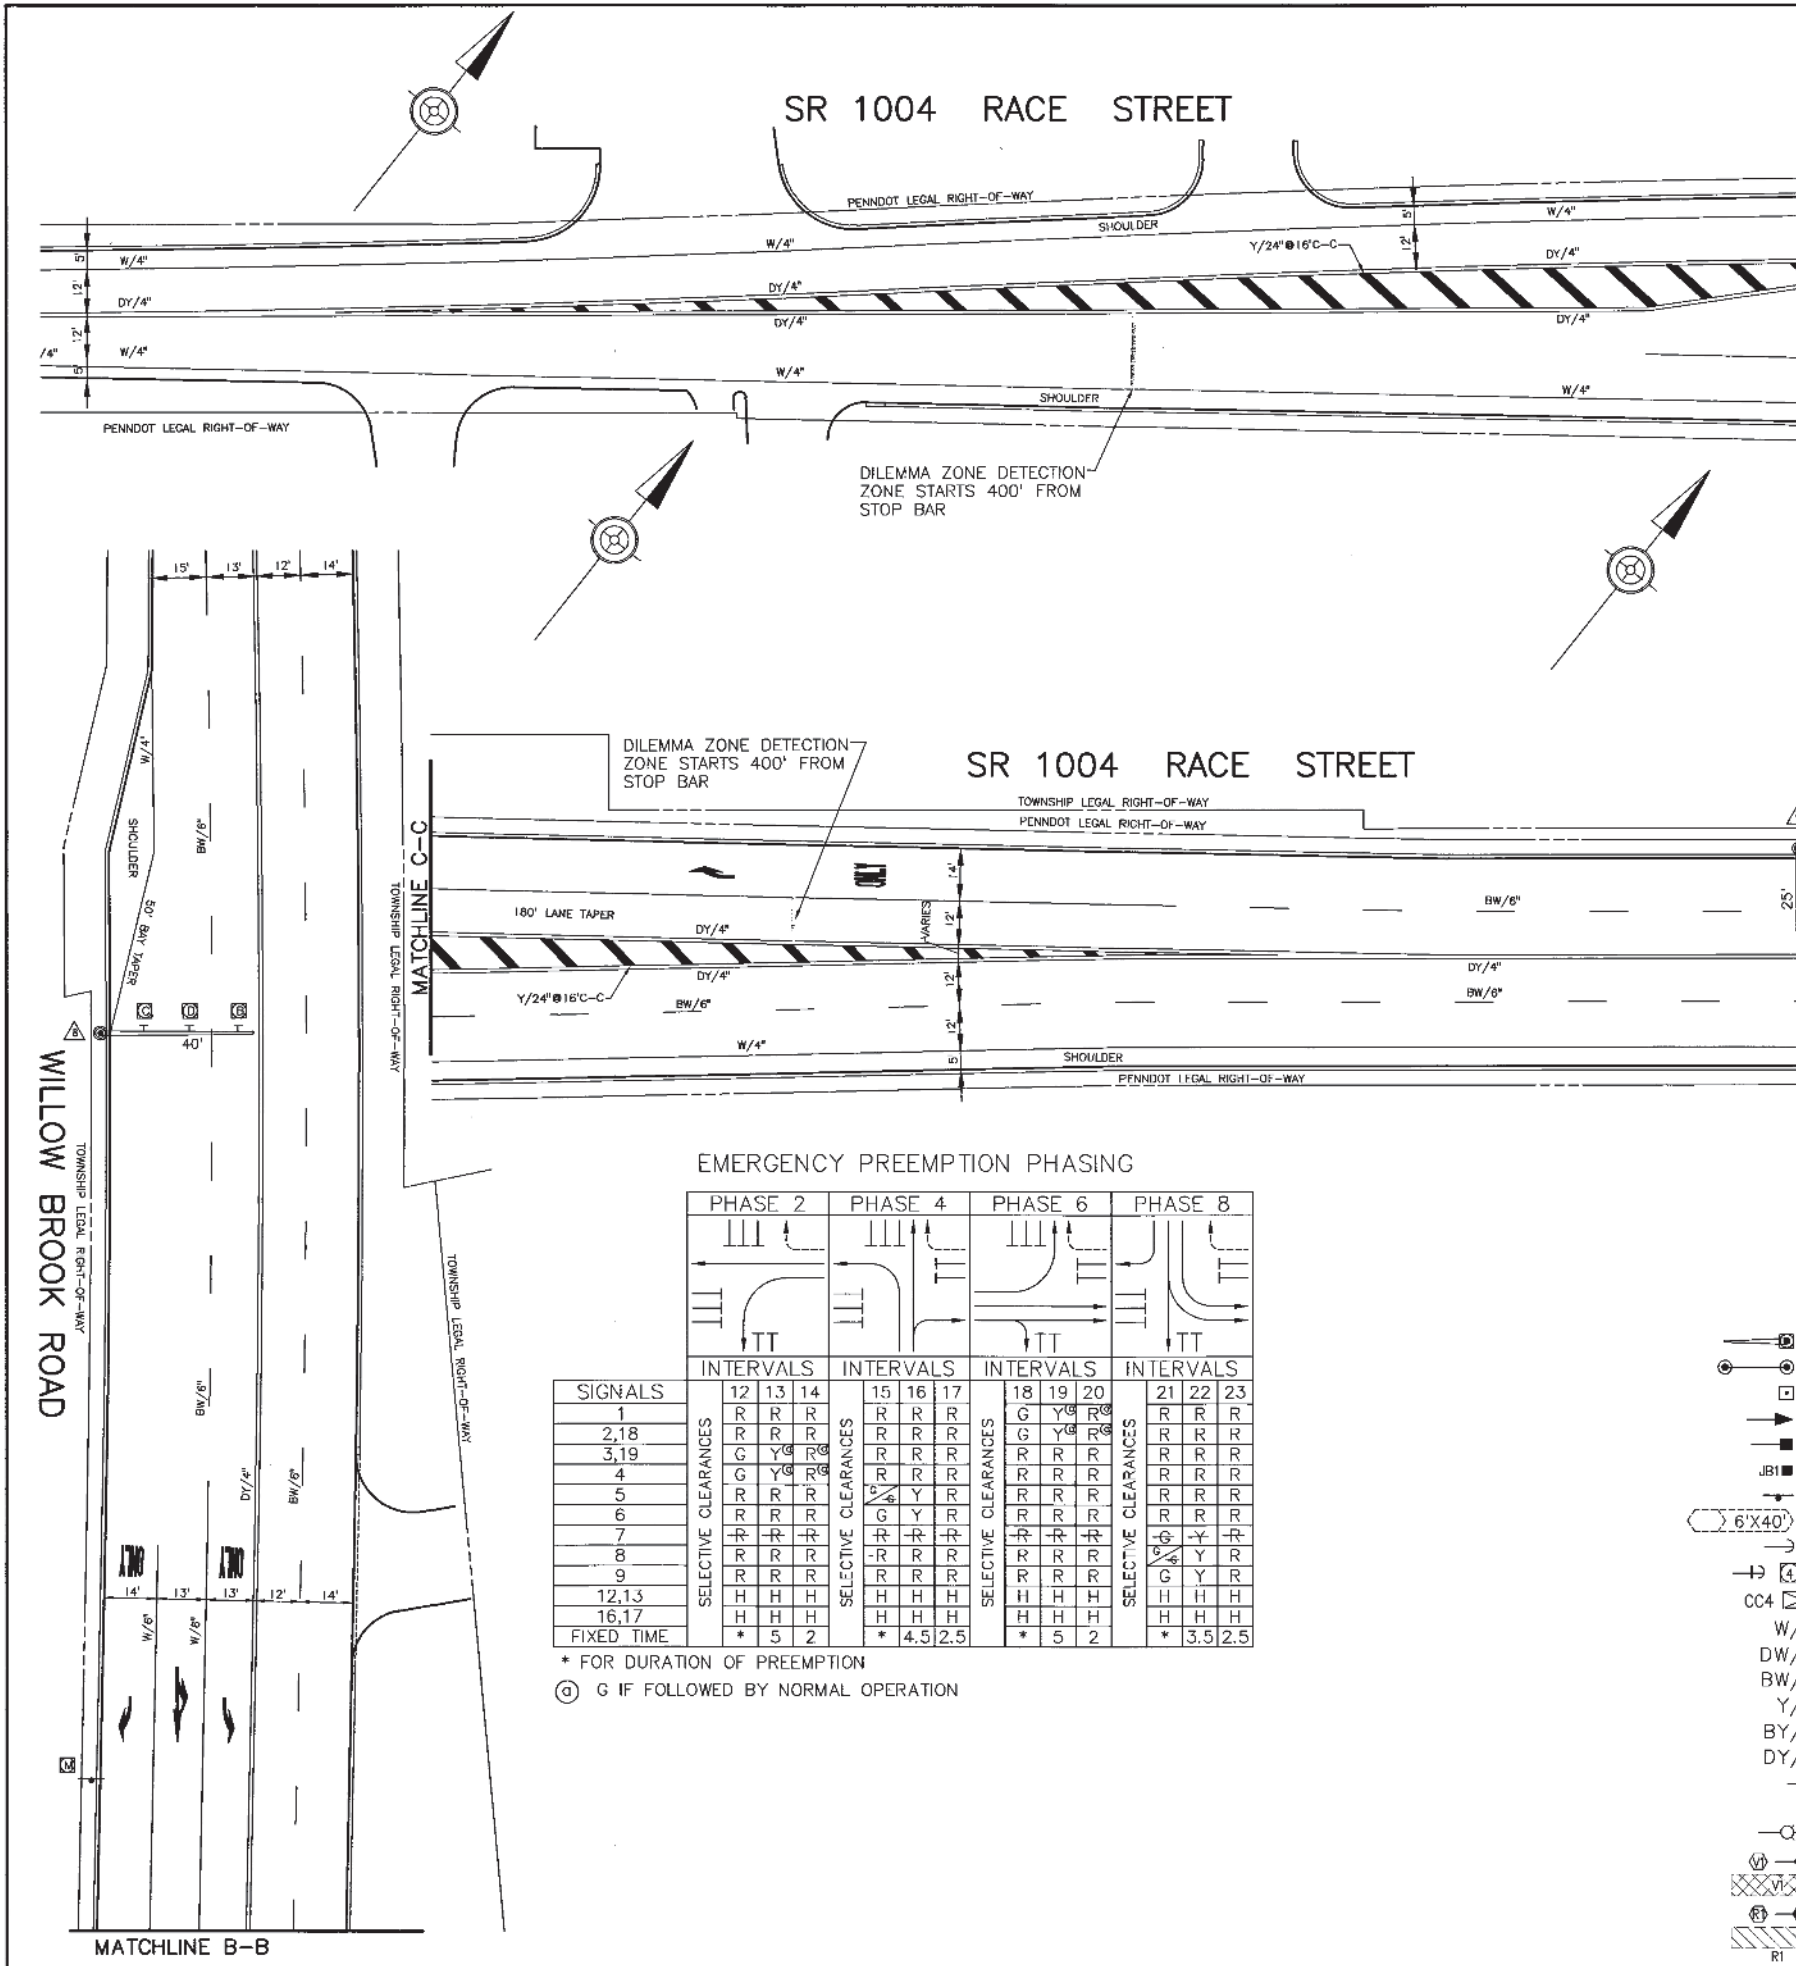 SR 1004 RACE STREET
PENNDOT LEGAL RIGHT-OF-WAY
SHOULDER
W/4"
Y/24"@16'C-C
5'
12'
DY/4"
W/4"
DY/4"
5'
W/4"
12'
DY/4"
DY/4"
DY/4"
12'
/4"
W/4"
5'
W/4"
SHOULDER
W/4"
PENNDOT LEGAL RIGHT-OF-WAY
DILEMMA ZONE DETECTION
ZONE STARTS 400' FROM
STOP BAR
15' 13' 12' 14'
W/4"
SHOULDER
BW/6"
50' BAY TAPER
C D B
40'
8
WILLOW BROOK ROAD
TOWNSHIP LEGAL RIGHT-OF-WAY
TOWNSHIP LEGAL RIGHT-OF-WAY
TOWNSHIP LEGAL RIGHT-OF-WAY
BW/6"
DY/4"
BW/6"
ONLY ONLY
14' 13' 13' 12' 14'
W/6" W/6"
M
MATCHLINE B-B
MATCHLINE C-C
DILEMMA ZONE DETECTION
ZONE STARTS 400' FROM
STOP BAR
SR 1004 RACE STREET
TOWNSHIP LEGAL RIGHT-OF-WAY
PENNDOT LEGAL RIGHT-OF-WAY
ONLY
14'
180' LANE TAPER
BW/6"
25'
DY/4"
VARIES
12'
DY/4"
DY/4"
Y/24"@16'C-C
BW/6"
12'
BW/6"
W/4"
12'
5'
SHOULDER
PENNDOT LEGAL RIGHT-OF-WAY
EMERGENCY PREEMPTION PHASING
PHASE 2 PHASE 4 PHASE 6 PHASE 8
INTERVALS INTERVALS INTERVALS INTERVALS
SIGNALS 12 13 14 15 16 17 18 19 20 21 22 23
SELECTIVE CLEARANCES SELECTIVE CLEARANCES SELECTIVE CLEARANCES SELECTIVE CLEARANCES
1 R R R R R R G Y@ R@ R R R
2,18 R R R R R R G Y@ R@ R R R
3,19 G Y@ R@ R R R R R R R R R
4 G Y@ R@ R R R R R R R R R
5 R R R G/G Y R R R R R R R
6 R R R G Y R R R R R R R
7 R R R R R R R R R G Y R
8 R R R R R R R R R G/G Y R
9 R R R R R R R R R G Y R
12,13 H H H H H H H H H H H H
16,17 H H H H H H H H H H H H
FIXED TIME * 5 2 * 4.5 2.5 * 5 2 * 3.5 2.5
* FOR DURATION OF PREEMPTION
@ G IF FOLLOWED BY NORMAL OPERATION
JB1
6'X40'
4
CC4
W/
DW/
BW/
Y/
BY/
DY/
V1
V1
R1
R1